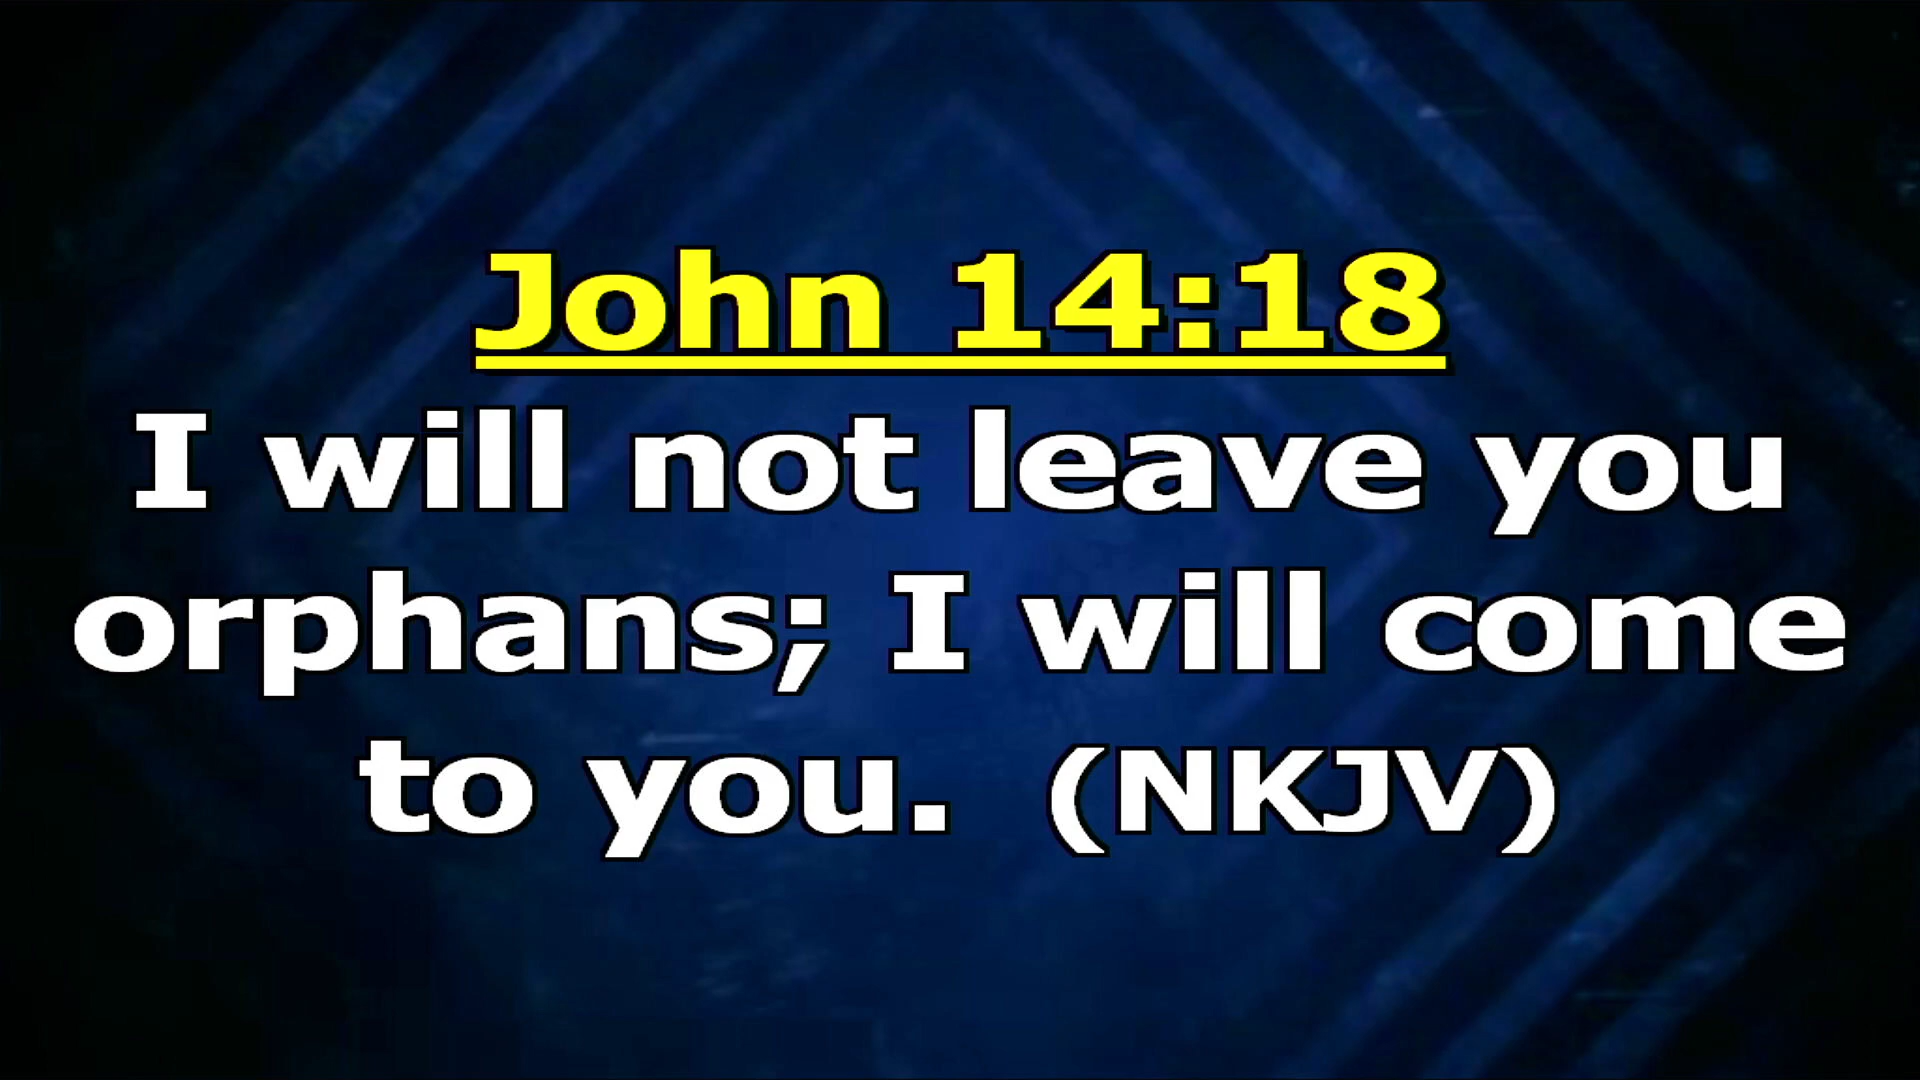 John 14:18
I will not leave you
orphans; I will come
to you.  (NKJV)